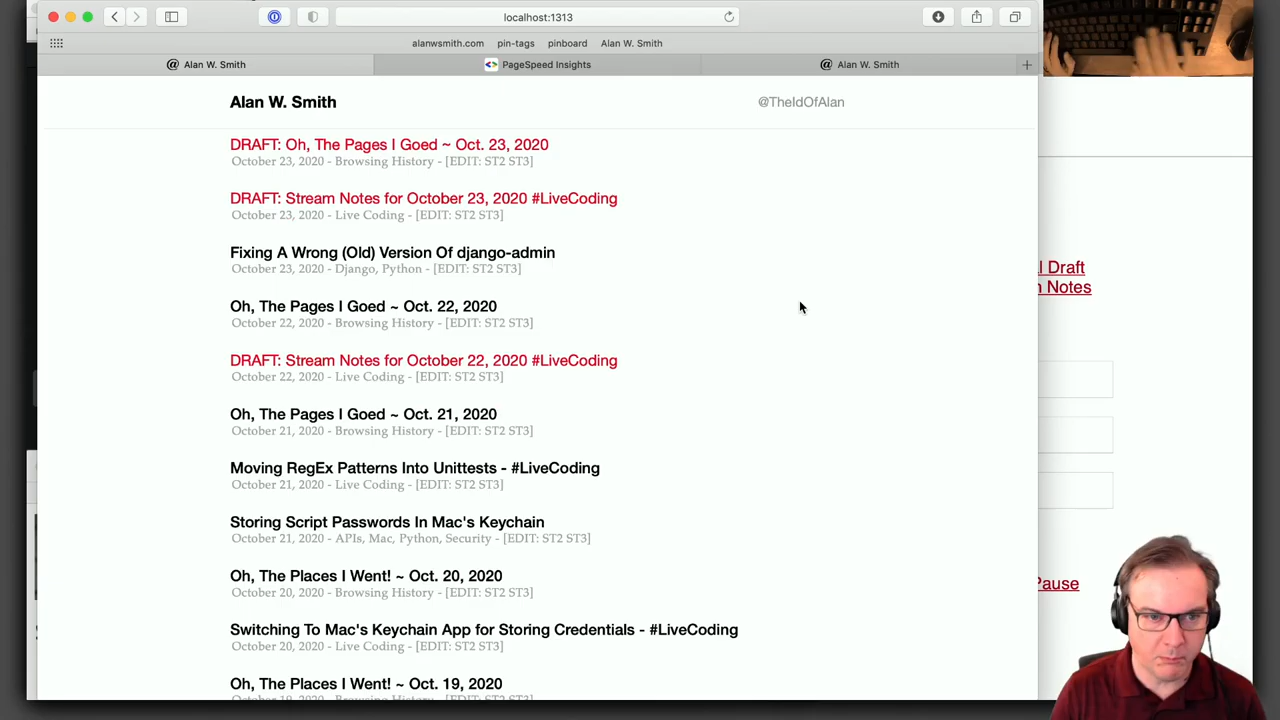 localhost:1313
alanwsmith.com pin-tags pinboard Alan W. Smith
@ Alan W. Smith PageSpeed Insights @ Alan W. Smith
Alan W. Smith @TheIdOfAlan
DRAFT: Oh, The Pages I Goed ~ Oct. 23, 2020
October 23, 2020 - Browsing History - [EDIT: ST2 ST3]
DRAFT: Stream Notes for October 23, 2020 #LiveCoding
October 23, 2020 - Live Coding - [EDIT: ST2 ST3]
Fixing A Wrong (Old) Version Of django-admin
October 23, 2020 - Django, Python - [EDIT: ST2 ST3]
l Draft
n Notes
Oh, The Pages I Goed ~ Oct. 22, 2020
October 22, 2020 - Browsing History - [EDIT: ST2 ST3]
DRAFT: Stream Notes for October 22, 2020 #LiveCoding
October 22, 2020 - Live Coding - [EDIT: ST2 ST3]
Oh, The Pages I Goed ~ Oct. 21, 2020
October 21, 2020 - Browsing History - [EDIT: ST2 ST3]
Moving RegEx Patterns Into Unittests - #LiveCoding
October 21, 2020 - Live Coding - [EDIT: ST2 ST3]
Storing Script Passwords In Mac's Keychain
October 21, 2020 - APIs, Mac, Python, Security - [EDIT: ST2 ST3]
Oh, The Places I Went! ~ Oct. 20, 2020
October 20, 2020 - Browsing History - [EDIT: ST2 ST3]
Pause
Switching To Mac's Keychain App for Storing Credentials - #LiveCoding
October 20, 2020 - Live Coding - [EDIT: ST2 ST3]
Oh, The Places I Went! ~ Oct. 19, 2020
October 19, 2020 - Browsing History - [EDIT: ST2 ST3]